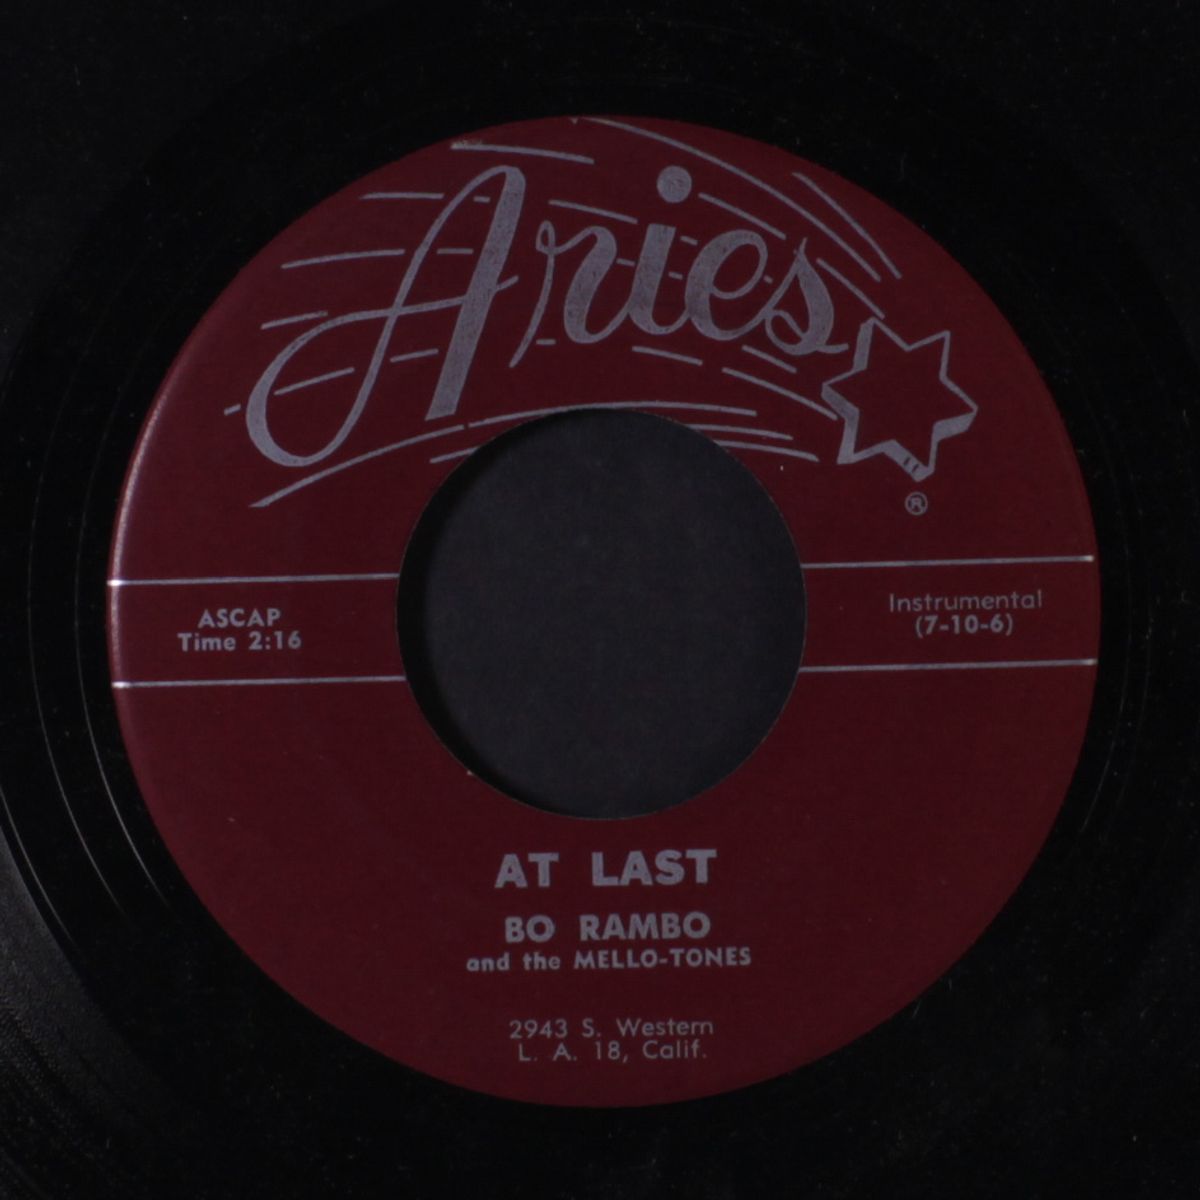 Aries
®
ASCAP
Time 2:16
Instrumental
(7-10-6)
AT LAST
BO RAMBO
and the MELLO-TONES
2943 S. Western
L. A. 18, Calif.